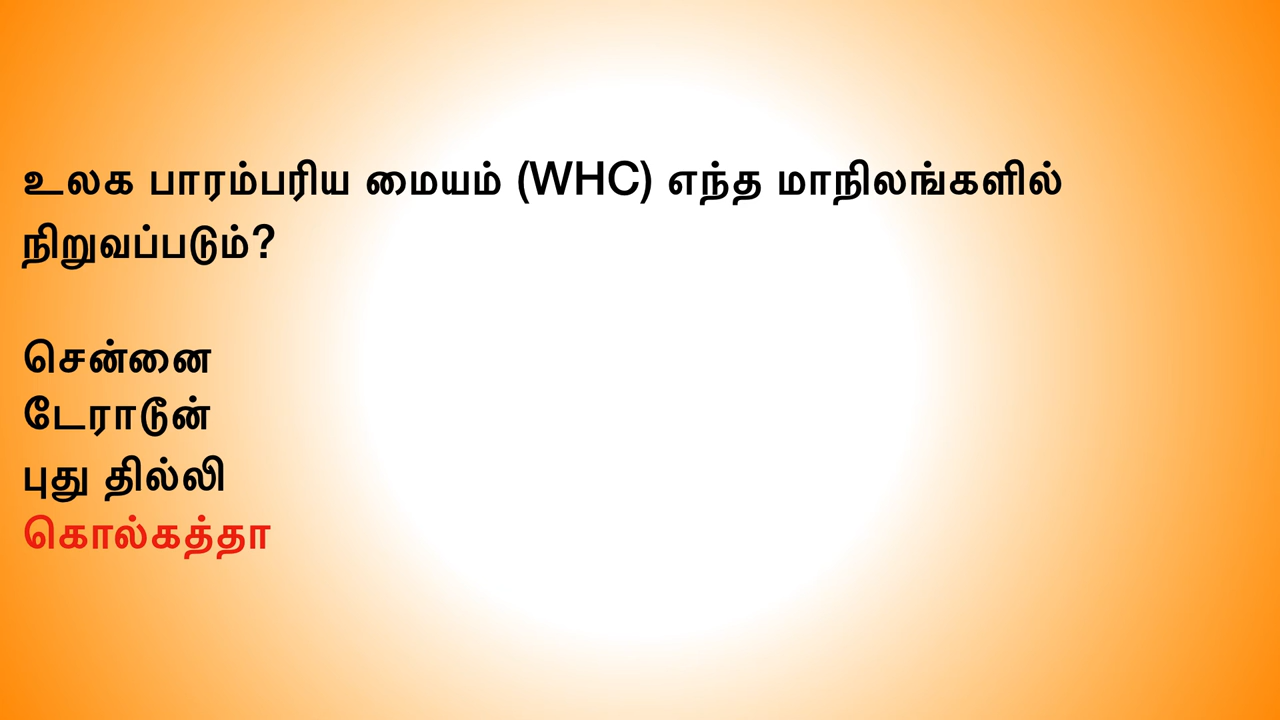 உலக பாரம்பரிய மையம் (WHC) எந்த மாநிலங்களில்
நிறுவப்படும்?
சென்னை
டேராடூன்
புது தில்லி
கொல்கத்தா